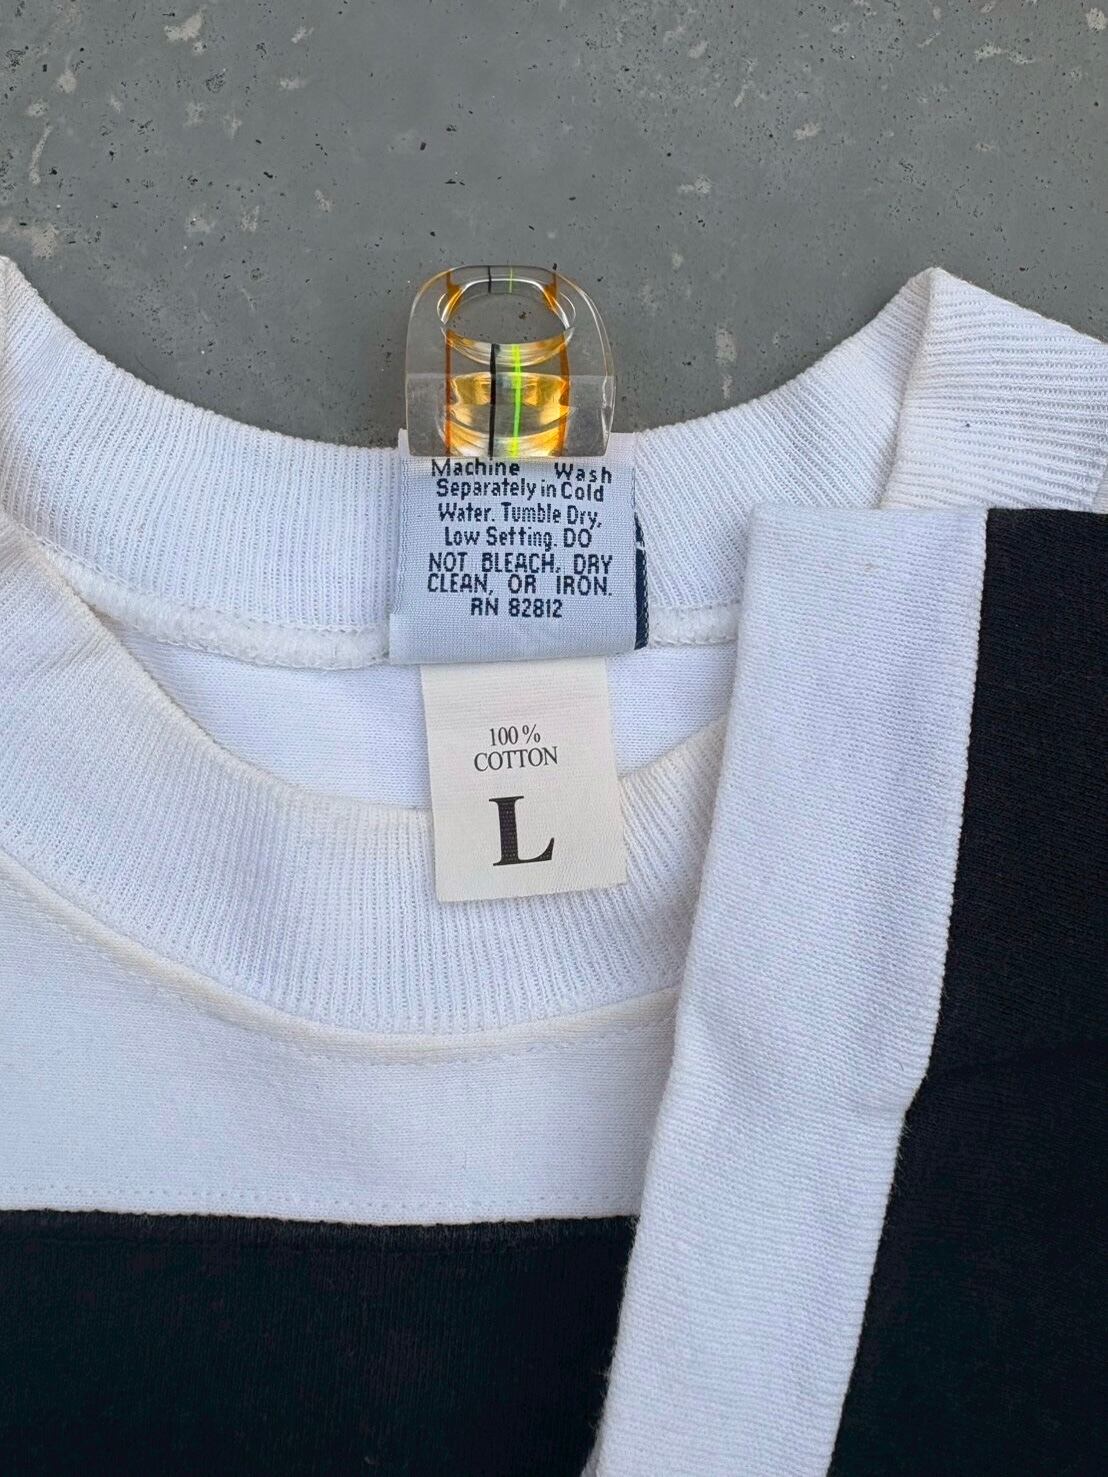 Machine Wash
Separately in Cold
Water. Tumble Dry,
Low Setting. DO
NOT BLEACH, DRY
CLEAN, OR IRON.
RN 82812
100%
COTTON
L